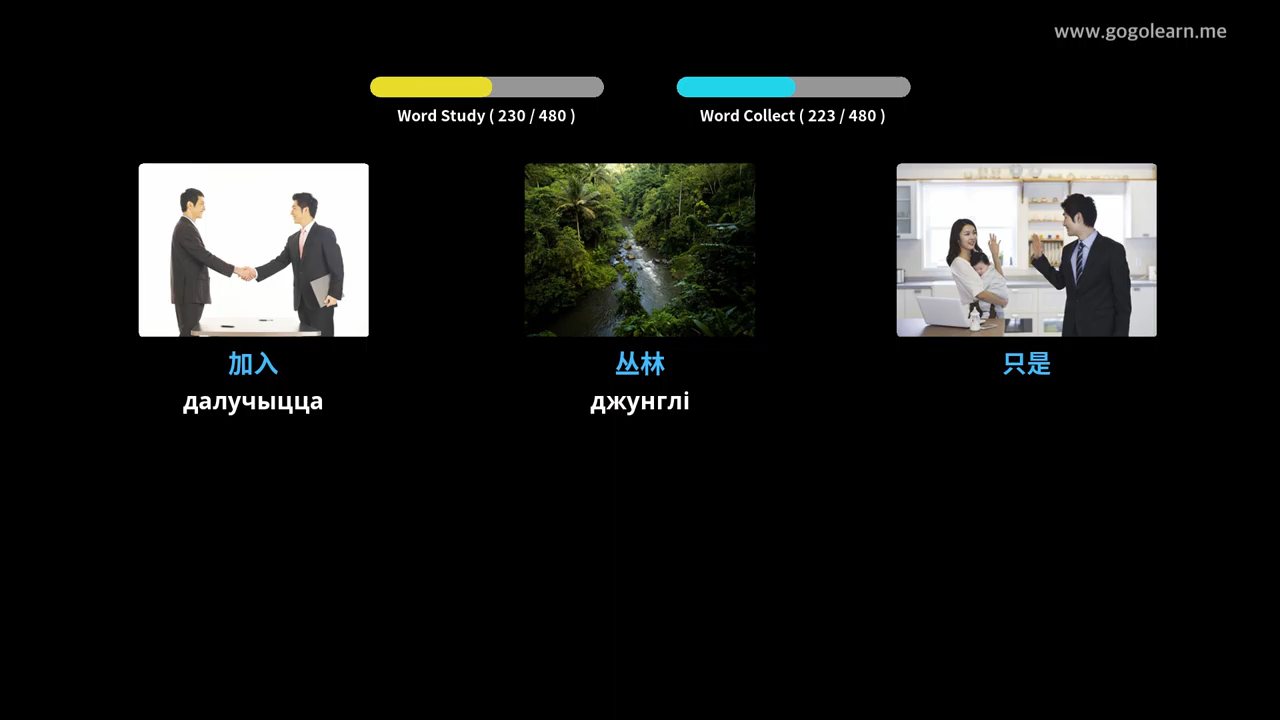 www.gogolearn.me
Word Study ( 230 / 480 )
Word Collect ( 223 / 480 )
加入
丛林
只是
далучыцца
джунглі